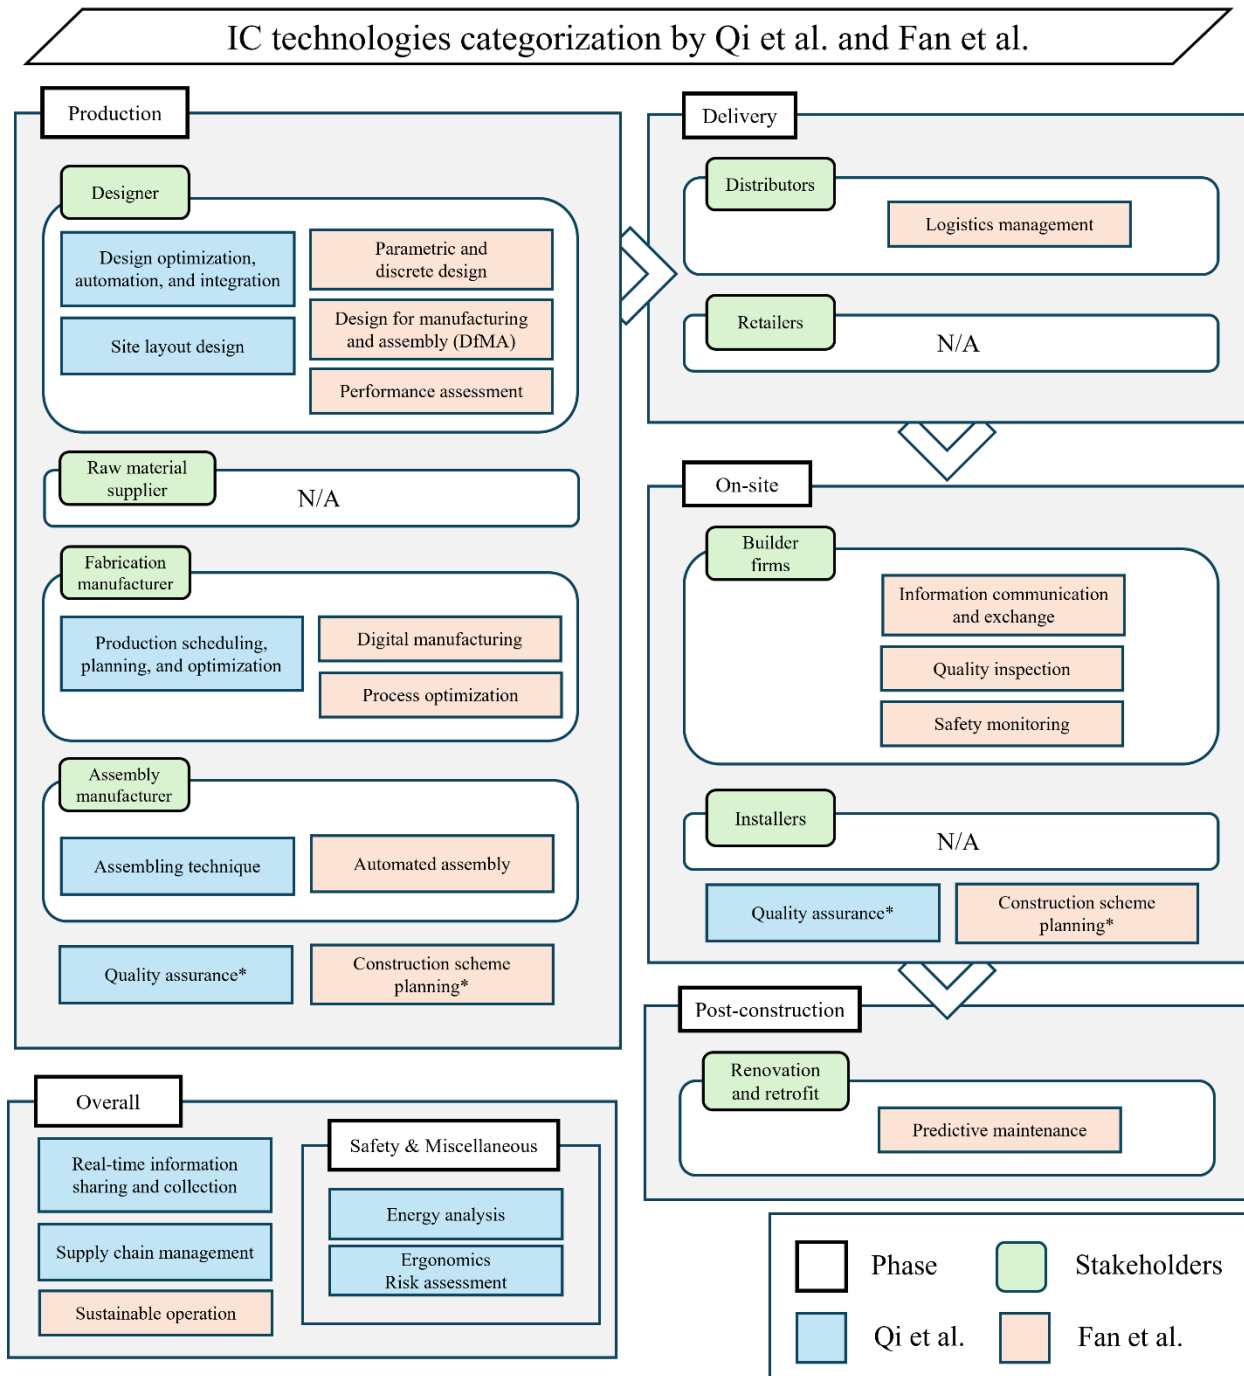 IC technologies categorization by Qi et al. and Fan et al.
Production
Designer
Design optimization,
automation, and integration
Site layout design
Parametric and
discrete design
Design for manufacturing
and assembly (DfMA)
Performance assessment
Raw material
supplier
N/A
Fabrication
manufacturer
Production scheduling,
planning, and optimization
Digital manufacturing
Process optimization
Assembly
manufacturer
Assembling technique
Automated assembly
Quality assurance*
Construction scheme
planning*
Delivery
Distributors
Logistics management
Retailers
N/A
On-site
Builder
firms
Information communication
and exchange
Quality inspection
Safety monitoring
Installers
N/A
Quality assurance*
Construction scheme
planning*
Post-construction
Renovation
and retrofit
Predictive maintenance
Overall
Real-time information
sharing and collection
Supply chain management
Sustainable operation
Safety & Miscellaneous
Energy analysis
Ergonomics
Risk assessment
Phase
Stakeholders
Qi et al.
Fan et al.